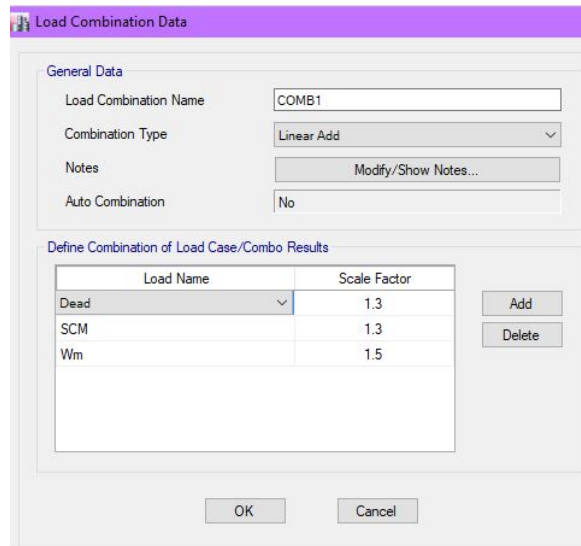 Load Combination Data
General Data
Load Combination Name COMB1
Combination Type Linear Add
Notes Modify/Show Notes...
Auto Combination No
Define Combination of Load Case/Combo Results
Load Name Scale Factor
Dead 1.3 Add
SCM 1.3 Delete
Wm 1.5
OK Cancel